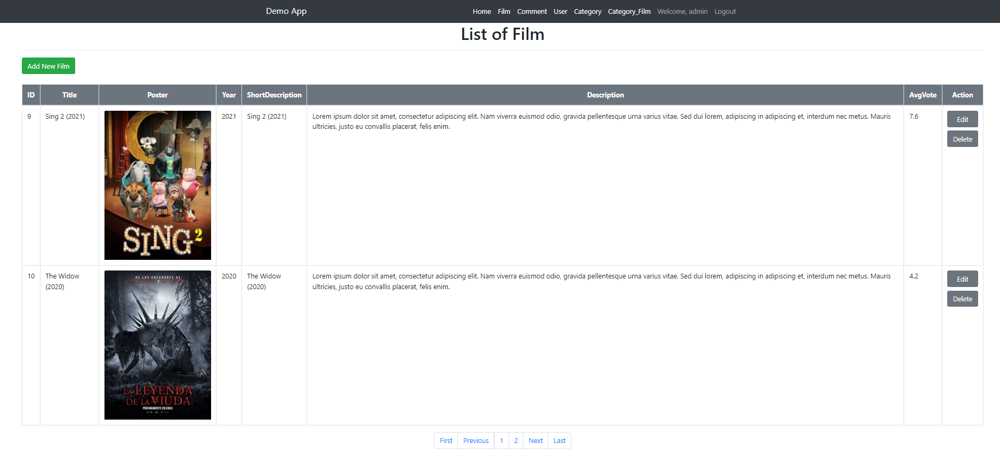 Demo App Home Film Comment User Category Category_Film Welcome, admin Logout
List of Film
Add New Film
ID Title Poster Year ShortDescription Description AvgVote Action
9 Sing 2 (2021) 2021 Sing 2 (2021) Lorem ipsum dolor sit amet, consectetur adipiscing elit. Nam viverra euismod odio, gravida pellentesque urna varius vitae. Sed dui lorem, adipiscing in adipiscing et, interdum nec metus. Mauris 7.6 Edit
ultricies, justo eu convallis placerat, felis enim.
Delete
SING 2
10 The Widow 2020 The Widow Lorem ipsum dolor sit amet, consectetur adipiscing elit. Nam viverra euismod odio, gravida pellentesque urna varius vitae. Sed dui lorem, adipiscing in adipiscing et, interdum nec metus. Mauris 4.2 Edit
(2020) (2020) ultricies, justo eu convallis placerat, felis enim.
Delete
DE LOS CREADORES DE
LA LEYENDA
DE LA VIUDA
PRÓXIMAMENTE EN CINES
First Previous 1 2 Next Last